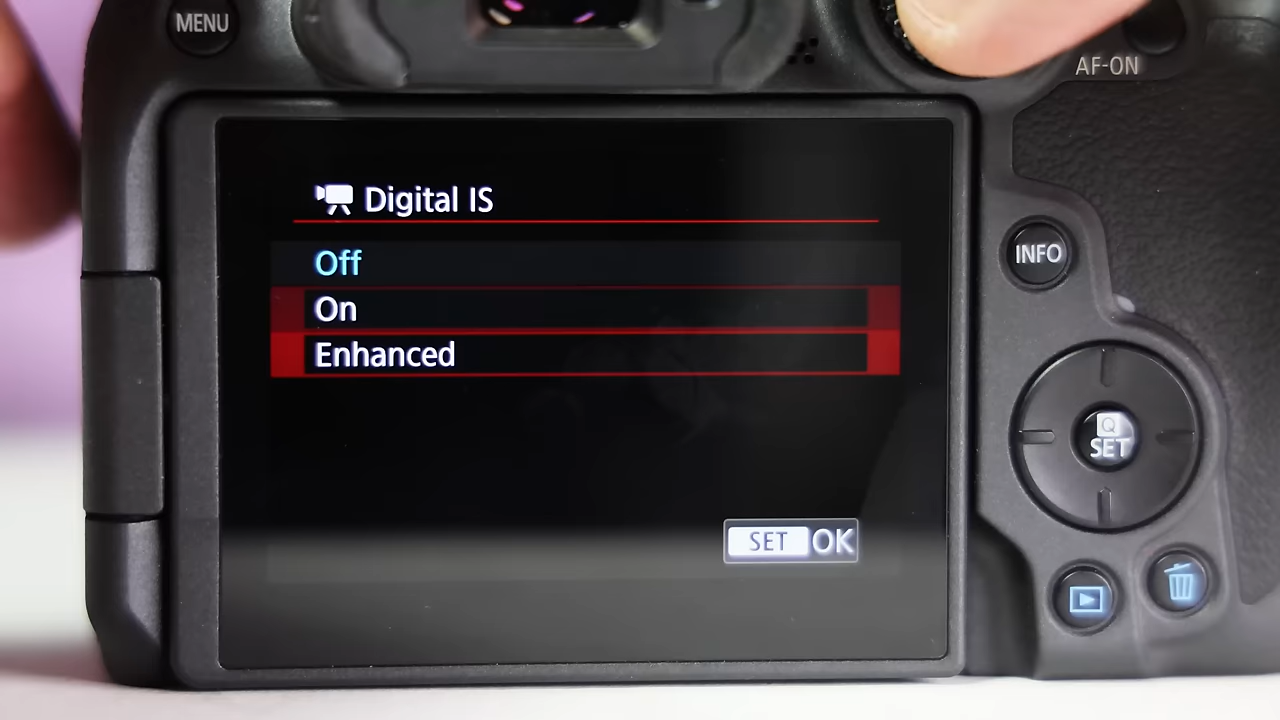 MENU
AF-ON
Digital IS
Off
On
Enhanced
INFO
Q
SET
SET OK